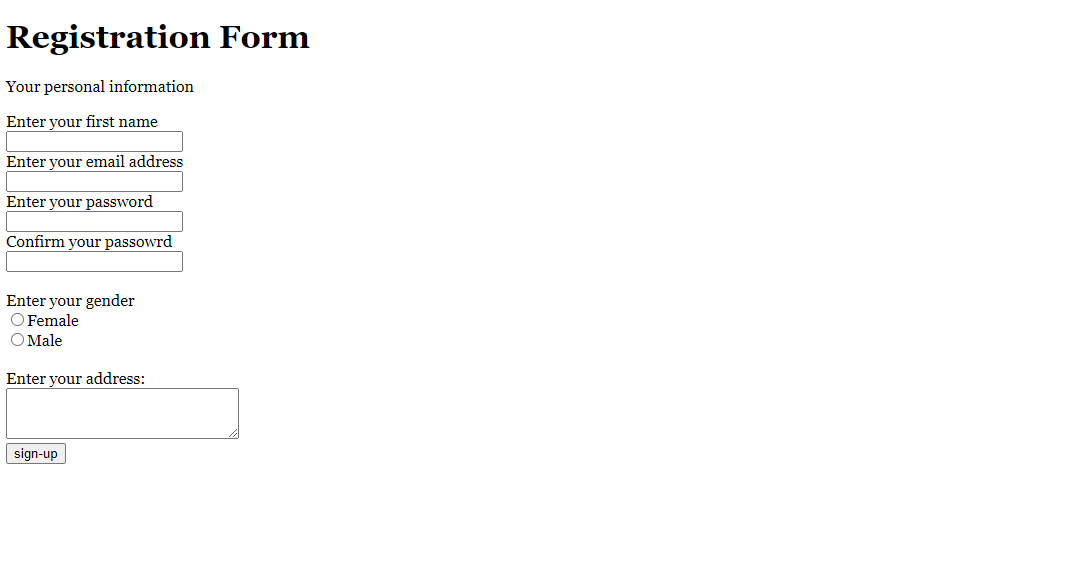 Registration Form
Your personal information
Enter your first name
Enter your email address
Enter your password
Confirm your passowrd
Enter your gender
Female
Male
Enter your address:
sign-up